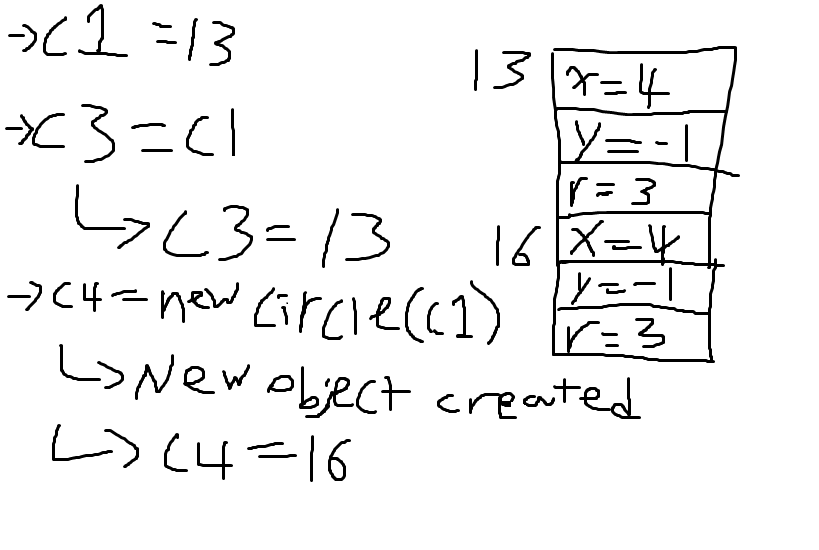 →C1 = 13
→C3 = C1
↳ C3 = 13
→C4 = new circle(c1)
↳ New object created
↳ C4 = 16
13 x = 4
y = -1
r = 3
16 x = 4
y = -1
r = 3